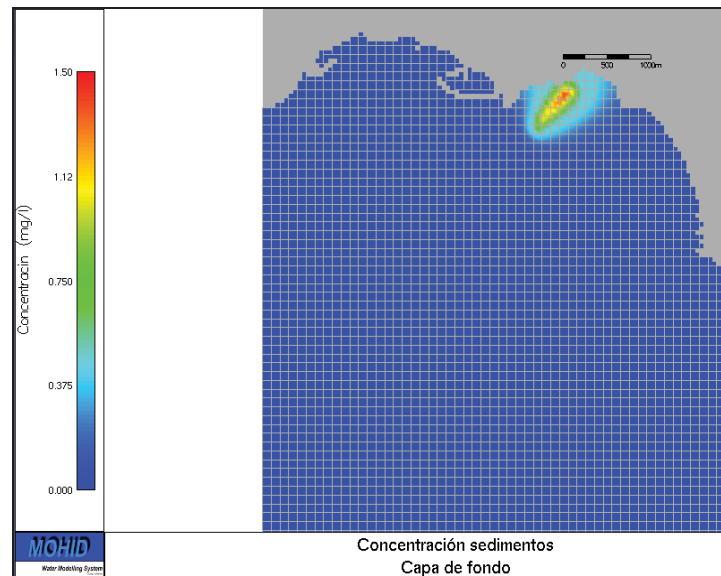 1.50
1.12
0.750
0.375
0.000
Concentracin (mg/l)
0 500 1000m
MOHID
Water Modelling System
Concentración sedimentos
Capa de fondo